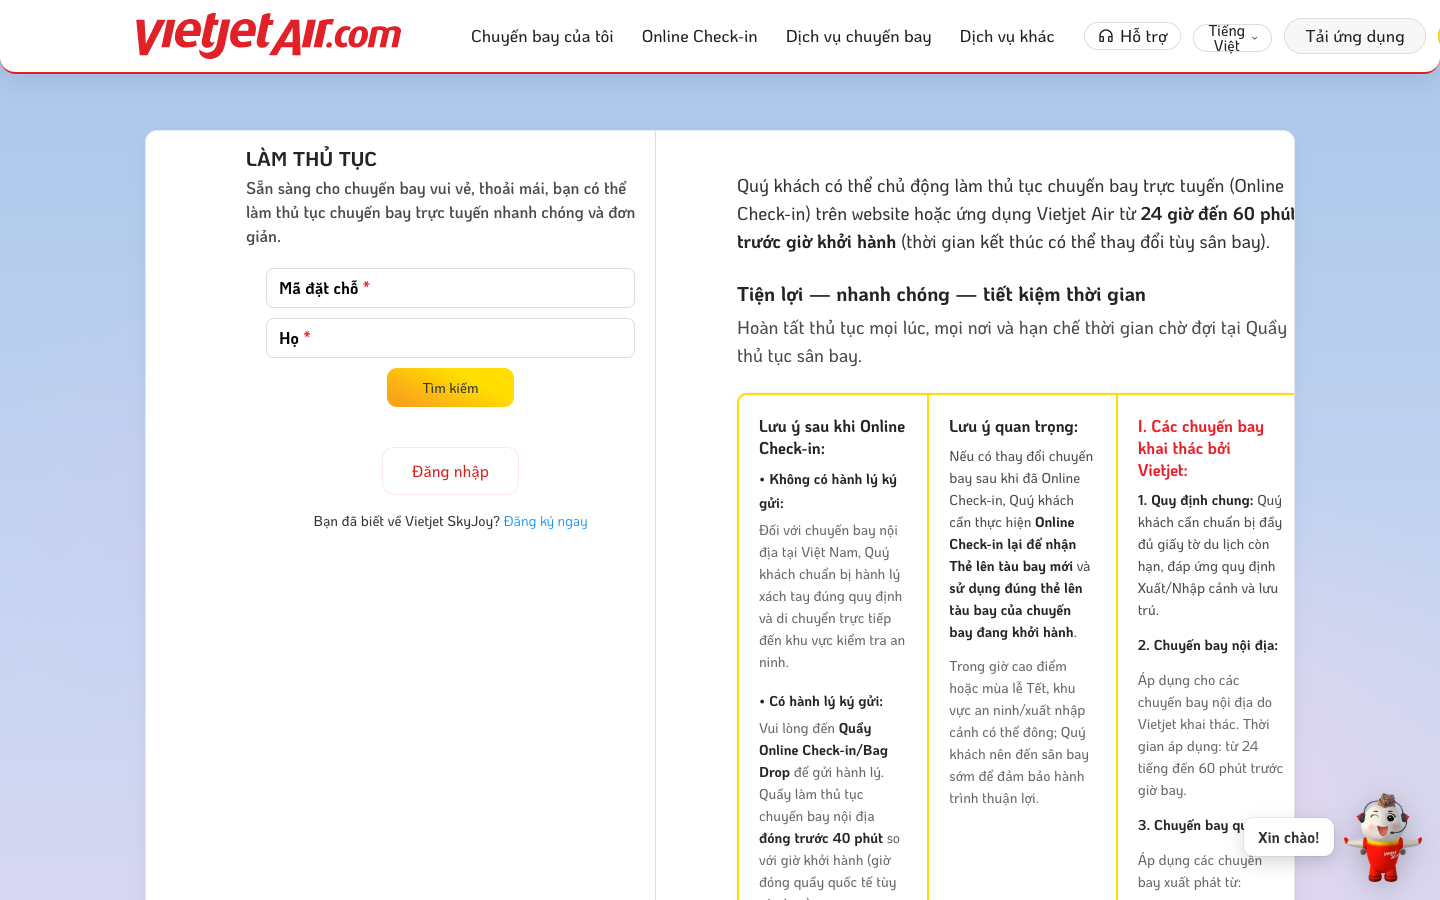 vietjetAir.com
Chuyến bay của tôi
Online Check-in
Dịch vụ chuyến bay
Dịch vụ khác
Hỗ trợ
Tiếng
Việt
Tải ứng dụng
LÀM THỦ TỤC
Sẵn sàng cho chuyến bay vui vẻ, thoải mái, bạn có thể
làm thủ tục chuyến bay trực tuyến nhanh chóng và đơn
giản.
Mã đặt chỗ *
Họ *
Tìm kiếm
Đăng nhập
Bạn đã biết về Vietjet SkyJoy? Đăng ký ngay
Quý khách có thể chủ động làm thủ tục chuyến bay trực tuyến (Online
Check-in) trên website hoặc ứng dụng Vietjet Air từ 24 giờ đến 60 phút
trước giờ khởi hành (thời gian kết thúc có thể thay đổi tùy sân bay).
Tiện lợi — nhanh chóng — tiết kiệm thời gian
Hoàn tất thủ tục mọi lúc, mọi nơi và hạn chế thời gian chờ đợi tại Quầy
thủ tục sân bay.
Lưu ý sau khi Online
Check-in:
• Không có hành lý ký
gửi:
Đối với chuyến bay nội
địa tại Việt Nam, Quý
khách chuẩn bị hành lý
xách tay đúng quy định
và di chuyển trực tiếp
đến khu vực kiểm tra an
ninh.
• Có hành lý ký gửi:
Vui lòng đến Quầy
Online Check-in/Bag
Drop để gửi hành lý.
Quầy làm thủ tục
chuyến bay nội địa
đóng trước 40 phút so
với giờ khởi hành (giờ
đóng quầy quốc tế tùy
Lưu ý quan trọng:
Nếu có thay đổi chuyến
bay sau khi đã Online
Check-in, Quý khách
cần thực hiện Online
Check-in lại để nhận
Thẻ lên tàu bay mới và
sử dụng đúng thẻ lên
tàu bay của chuyến
bay đang khởi hành.
Trong giờ cao điểm
hoặc mùa lễ Tết, khu
vực an ninh/xuất nhập
cảnh có thể đông; Quý
khách nên đến sân bay
sớm để đảm bảo hành
trình thuận lợi.
I. Các chuyến bay
khai thác bởi
Vietjet:
1. Quy định chung: Quý
khách cần chuẩn bị đầy
đủ giấy tờ du lịch còn
hạn, đáp ứng quy định
Xuất/Nhập cảnh và lưu
trú.
2. Chuyến bay nội địa:
Áp dụng cho các
chuyến bay nội địa do
Vietjet khai thác. Thời
gian áp dụng: từ 24
tiếng đến 60 phút trước
giờ bay.
3. Chuyến bay
Áp dụng các chuyến
bay xuất phát từ:
Xin chào!